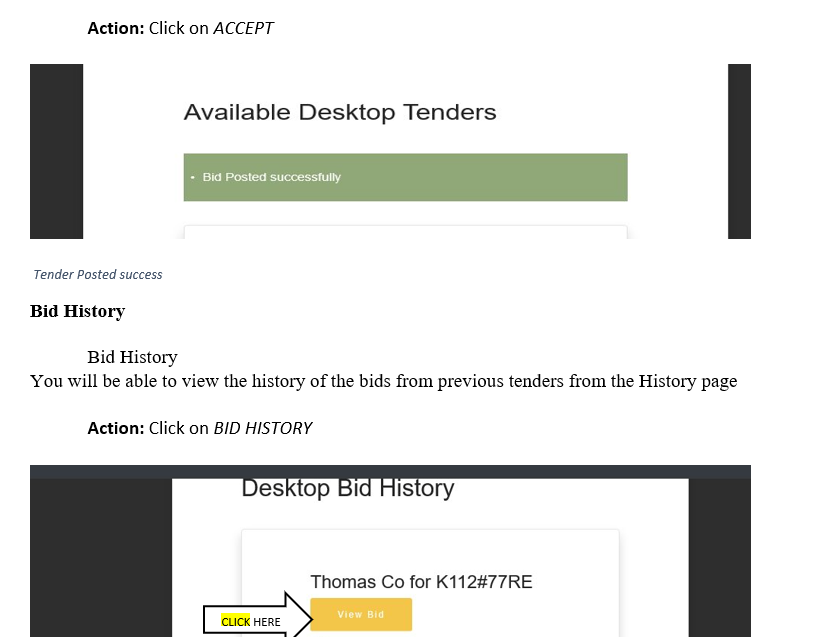 Action: Click on ACCEPT
Available Desktop Tenders
• Bid Posted successfully
Tender Posted success
Bid History
Bid History
You will be able to view the history of the bids from previous tenders from the History page
Action: Click on BID HISTORY
Desktop Bid History
Thomas Co for K112#77RE
View Bid
CLICK HERE